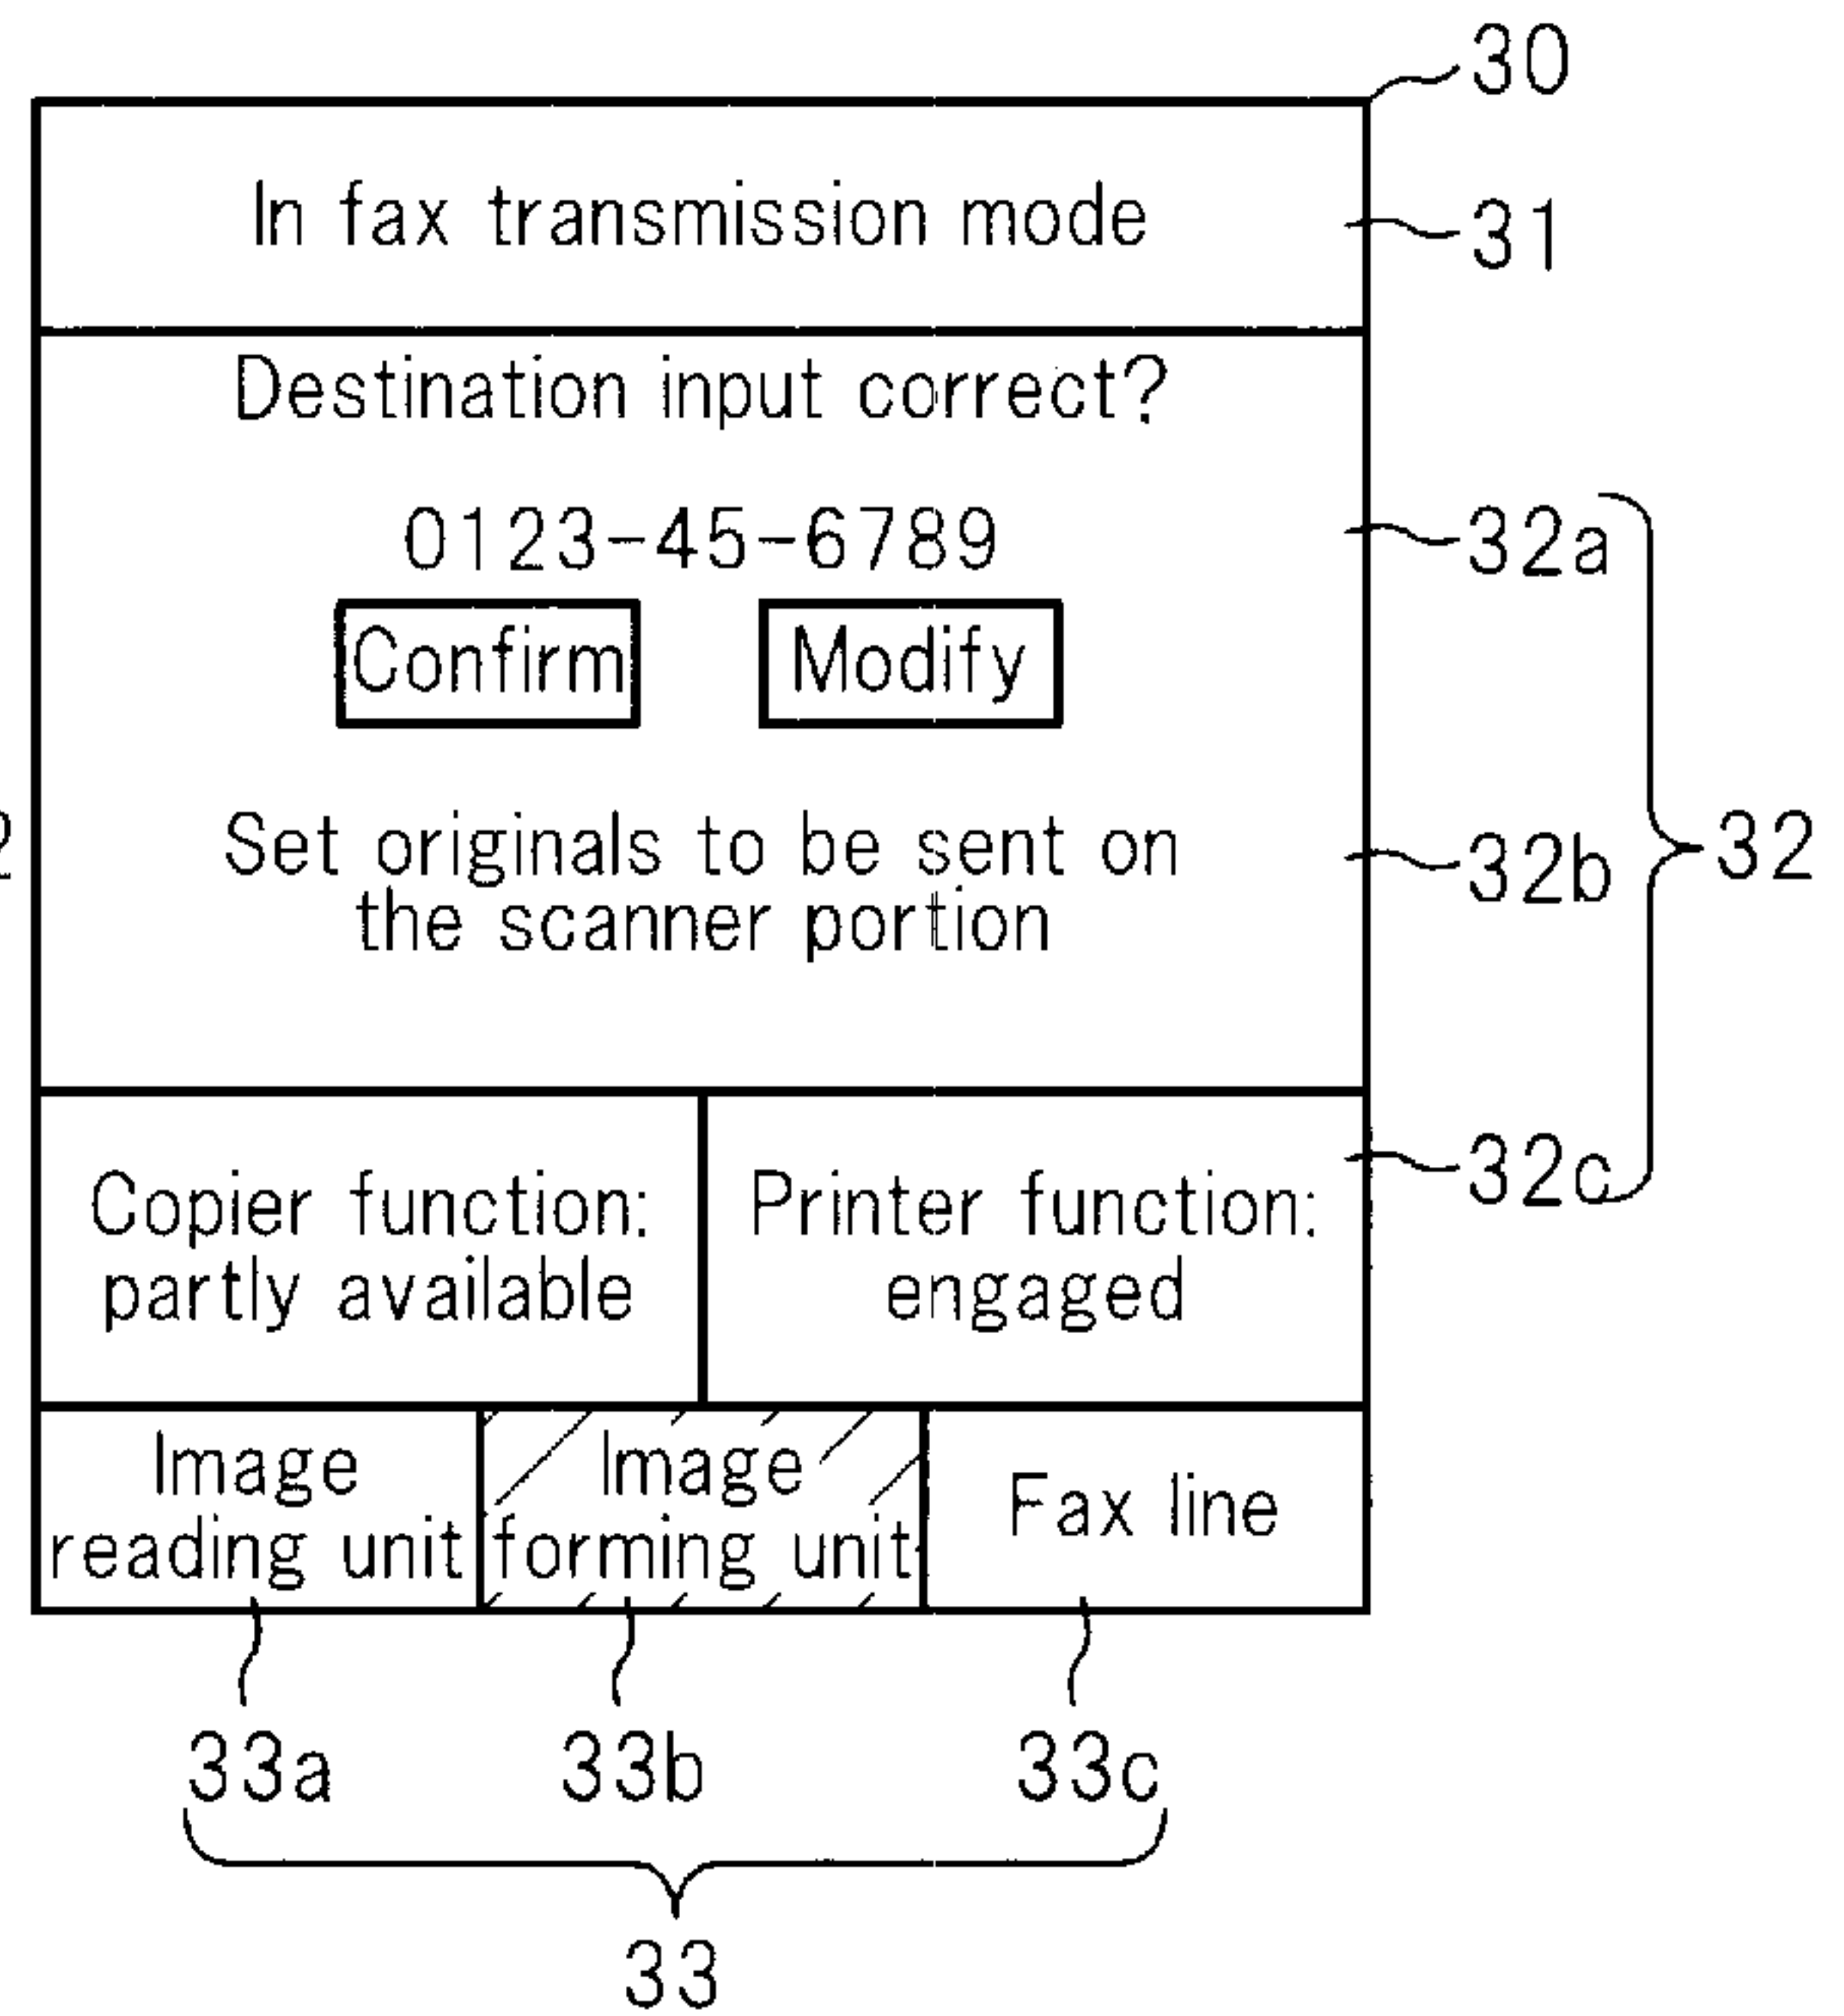 30
In fax transmission mode
31
Destination input correct?
0123-45-6789
32a
Confirm
Modify
Set originals to be sent on
the scanner portion
32b
32
Copier function:
partly available
Printer function:
engaged
32c
Image
reading unit
Image
forming unit
Fax line
33a
33b
33c
33